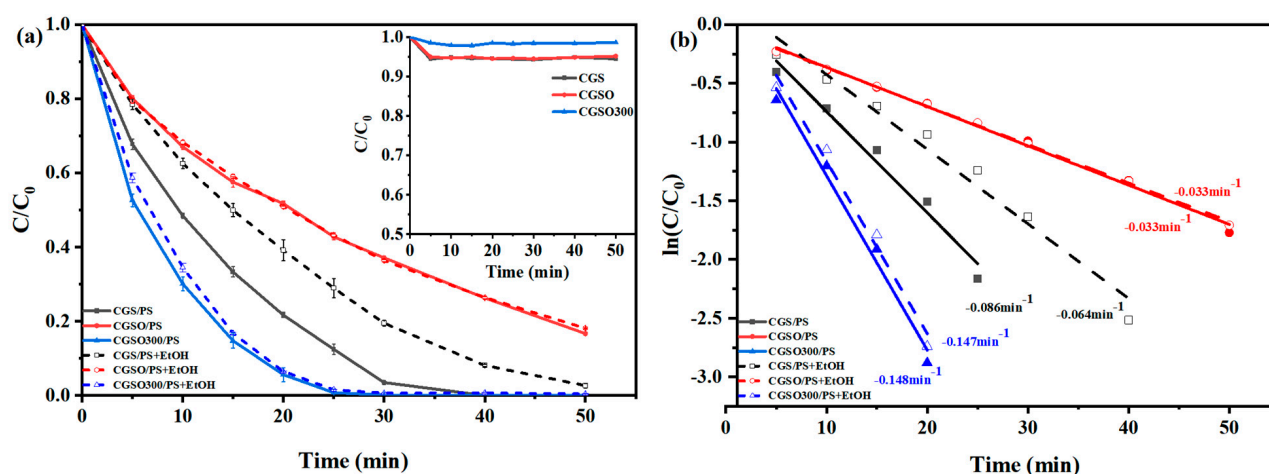 (a)
C/C0
1.0
0.8
0.6
0.4
0.2
0.0
0
10
20
30
40
50
Time (min)
CGS/PS
CGSO/PS
CGSO300/PS
CGS/PS+EtOH
CGSO/PS+EtOH
CGSO300/PS+EtOH
C/C0
1.0
0.9
0.8
0.7
0.6
0.5
0 10 20 30 40 50
Time (min)
CGS
CGSO
CGSO300
(b)
ln(C/C0)
0.0
-0.5
-1.0
-1.5
-2.0
-2.5
-3.0
10
20
30
40
50
Time (min)
-0.033min-1
-0.033min-1
-0.086min-1
-0.064min-1
-0.147min-1
-0.148min-1
CGS/PS
CGSO/PS
CGSO300/PS
CGS/PS+EtOH
CGSO/PS+EtOH
CGSO300/PS+EtOH